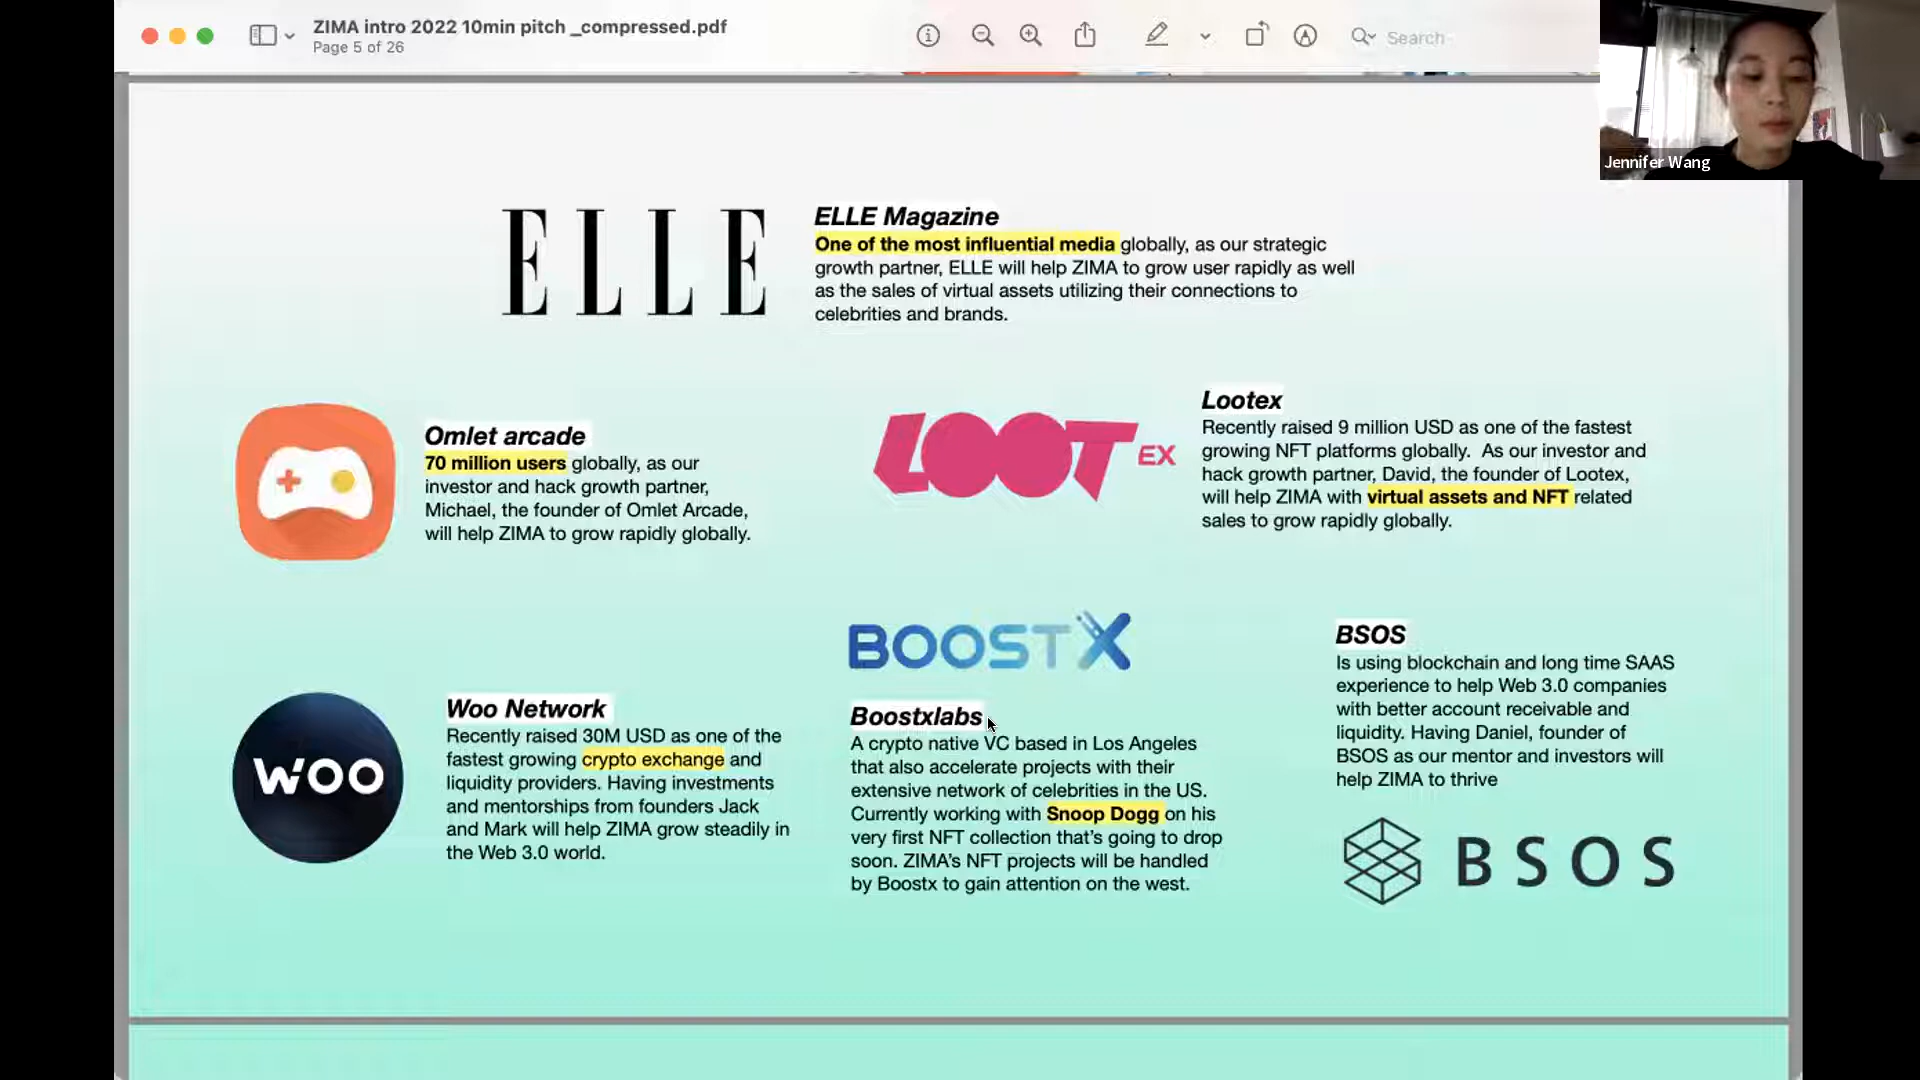 ZIMA intro 2022 10min pitch _compressed.pdf
Page 5 of 26
Search
Jennifer Wang
ELLE
ELLE Magazine
One of the most influential media globally, as our strategic
growth partner, ELLE will help ZIMA to grow user rapidly as well
as the sales of virtual assets utilizing their connections to
celebrities and brands.
Omlet arcade
70 million users globally, as our
investor and hack growth partner,
Michael, the founder of Omlet Arcade,
will help ZIMA to grow rapidly globally.
LOOT EX
Lootex
Recently raised 9 million USD as one of the fastest
growing NFT platforms globally. As our investor and
hack growth partner, David, the founder of Lootex,
will help ZIMA with virtual assets and NFT related
sales to grow rapidly globally.
WOO
Woo Network
Recently raised 30M USD as one of the
fastest growing crypto exchange and
liquidity providers. Having investments
and mentorships from founders Jack
and Mark will help ZIMA grow steadily in
the Web 3.0 world.
BOOSTX
Boostxlabs
A crypto native VC based in Los Angeles
that also accelerate projects with their
extensive network of celebrities in the US.
Currently working with Snoop Dogg on his
very first NFT collection that's going to drop
soon. ZIMA's NFT projects will be handled
by Boostx to gain attention on the west.
BSOS
Is using blockchain and long time SAAS
experience to help Web 3.0 companies
with better account receivable and
liquidity. Having Daniel, founder of
BSOS as our mentor and investors will
help ZIMA to thrive
BSOS